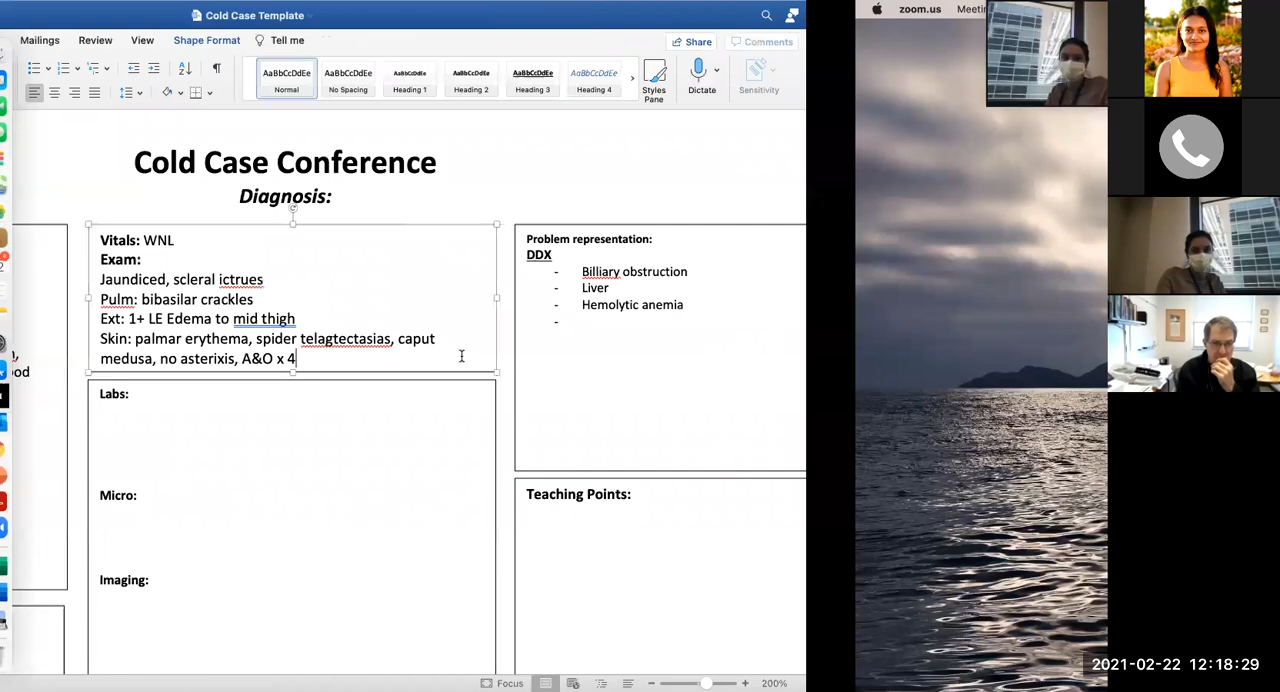 Cold Case Template
zoom.us Meetin
Mailings Review View Shape Format Tell me
Share Comments
AaBbCcDdEe AaBbCcDdEe AaBbCcDdEe AaBbCcDdEe AaBbCcDdEe AaBbCcDdEe
Normal No Spacing Heading 1 Heading 2 Heading 3 Heading 4
Styles Pane
Dictate
Sensitivity
Cold Case Conference
Diagnosis:
Vitals: WNL
Exam:
Jaundiced, scleral ictrues
Pulm: bibasilar crackles
Ext: 1+ LE Edema to mid thigh
Skin: palmar erythema, spider telagtectasias, caput
medusa, no asterixis, A&O x 4
Labs:
Micro:
Imaging:
Problem representation:
DDX
- Billiary obstruction
- Liver
- Hemolytic anemia
-
Teaching Points:
ood
Focus
200%
2021-02-22 12:18:29